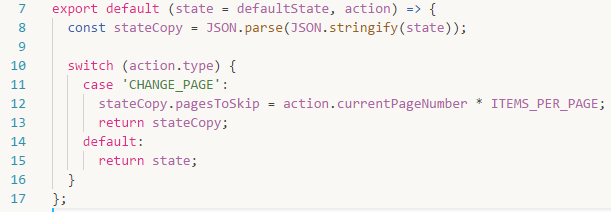 7 export default (state = defaultState, action) => {
8   const stateCopy = JSON.parse(JSON.stringify(state));
9
10   switch (action.type) {
11     case 'CHANGE_PAGE':
12       stateCopy.pagesToSkip = action.currentPageNumber * ITEMS_PER_PAGE;
13       return stateCopy;
14     default:
15       return state;
16   }
17 };